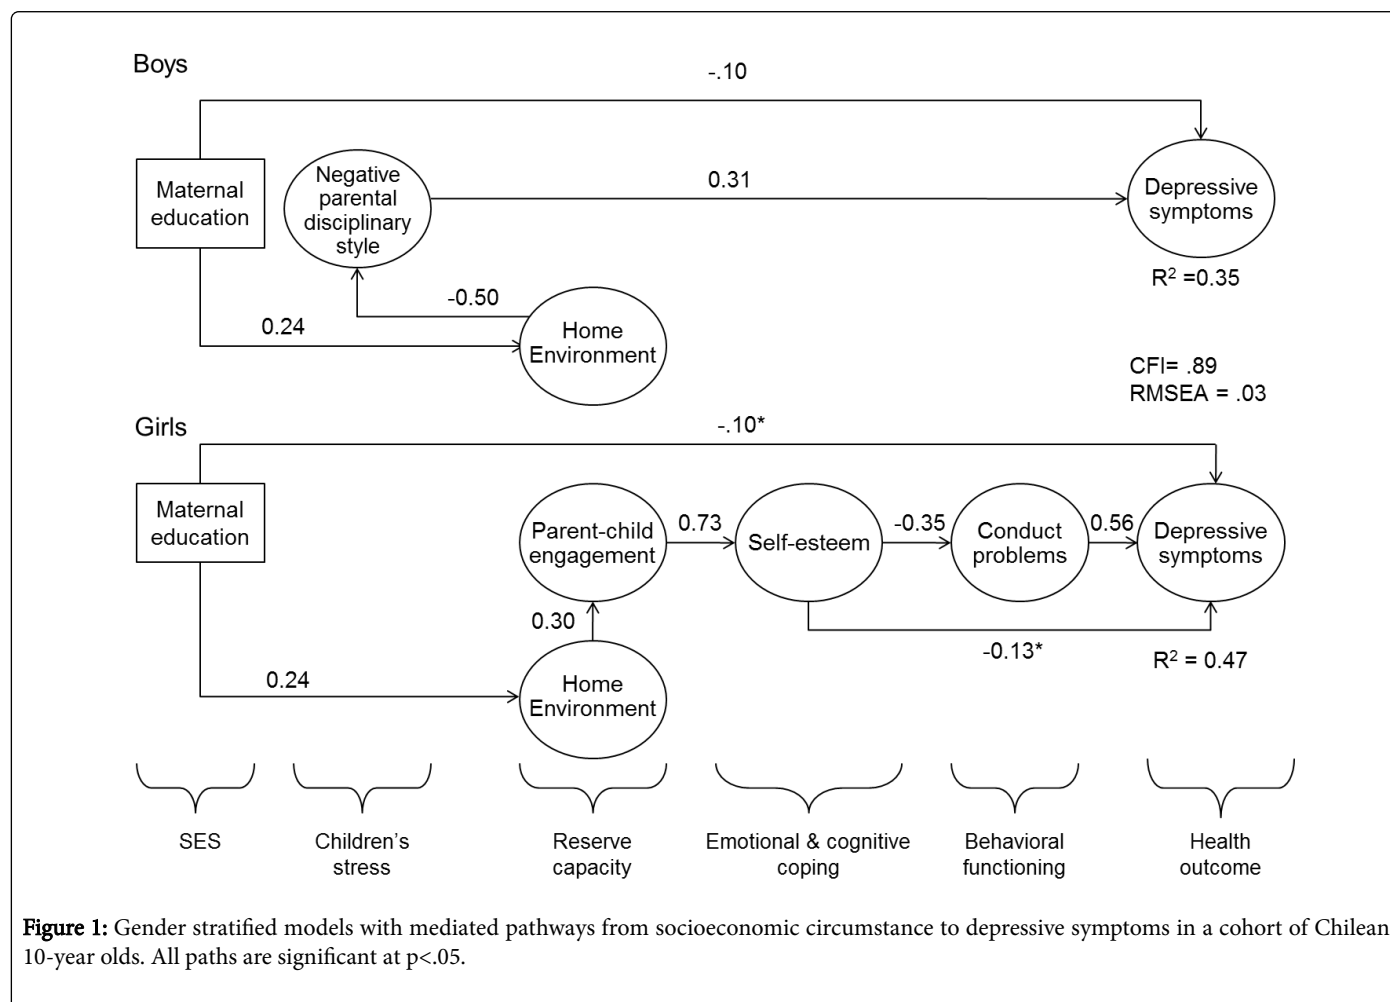 Boys
-.10
Maternal
education
Negative
parental
disciplinary
style
0.31
Depressive
symptoms
R² =0.35
-0.50
0.24
Home
Environment
CFI= .89
RMSEA = .03
Girls
-.10*
Maternal
education
Parent-child
engagement
0.73
Self-esteem
-0.35
Conduct
problems
0.56
Depressive
symptoms
0.30
-0.13*
R² = 0.47
0.24
Home
Environment
SES
Children's
stress
Reserve
capacity
Emotional & cognitive
coping
Behavioral
functioning
Health
outcome
Figure 1: Gender stratified models with mediated pathways from socioeconomic circumstance to depressive symptoms in a cohort of Chilean
10-year olds. All paths are significant at p<.05.